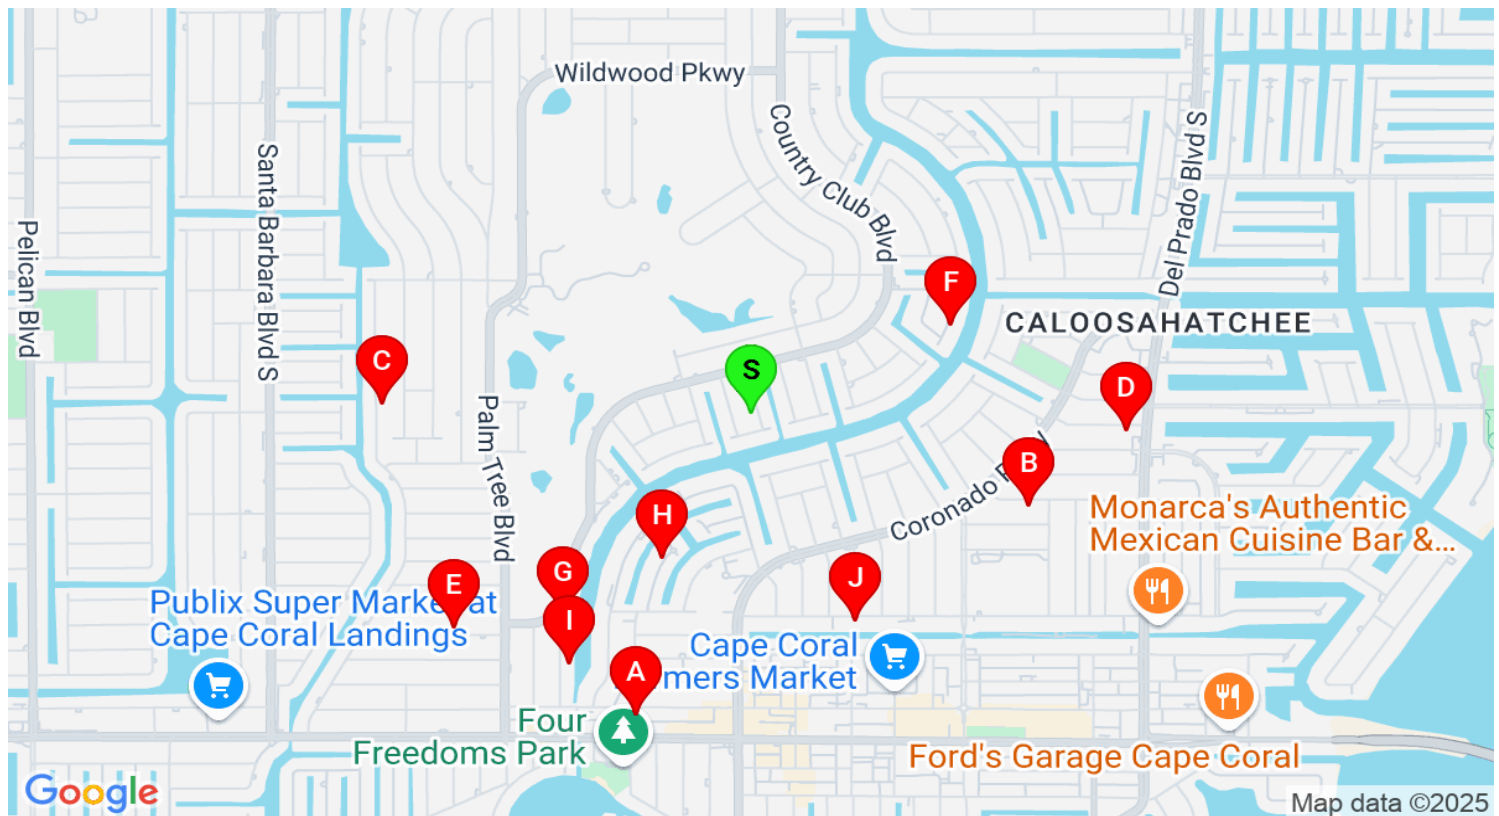 Wildwood Pkwy
Country Club Blvd
Del Prado Blvd S
Santa Barbara Blvd S
Pelican Blvd
F
CALOOSAHATCHEE
C
S
D
Palm Tree Blvd
B
Coronado
H
Monarca's Authentic
Mexican Cuisine Bar &...
G
E
J
Publix Super Market at
Cape Coral Landings
I
Cape Coral
Market
A
Four
Freedoms Park
Ford's Garage Cape Coral
Google
Map data ©2025